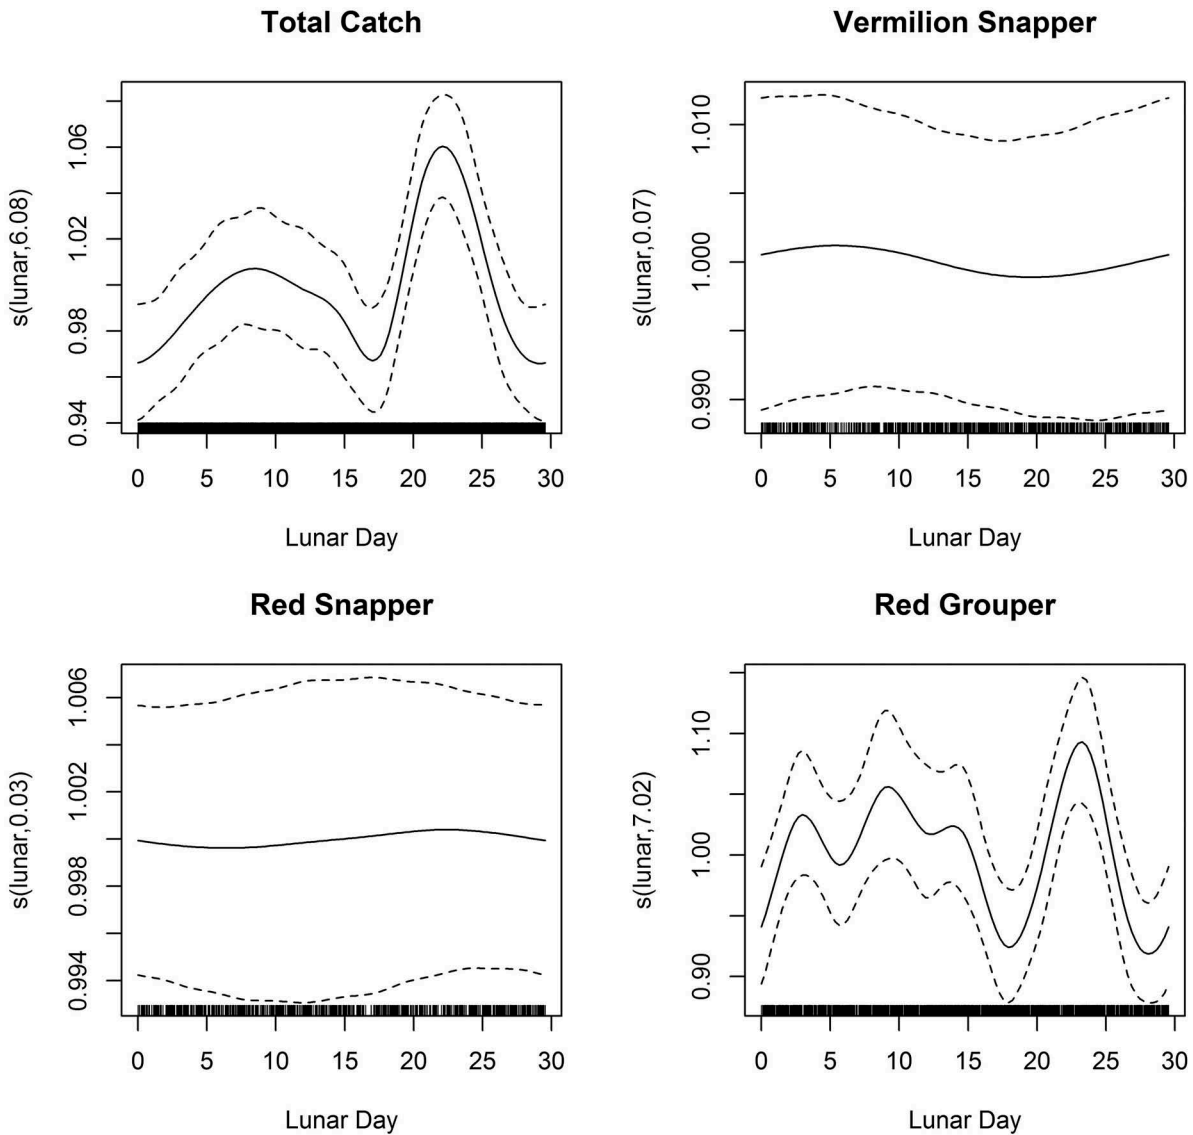 Total Catch
s(lunar,6.08)
1.06
1.02
0.98
0.94
0 5 10 15 20 25 30
Lunar Day
Vermilion Snapper
s(lunar,0.07)
1.010
1.000
0.990
0 5 10 15 20 25 30
Lunar Day
Red Snapper
s(lunar,0.03)
1.006
1.002
0.998
0.994
0 5 10 15 20 25 30
Lunar Day
Red Grouper
s(lunar,7.02)
1.10
1.00
0.90
0 5 10 15 20 25 30
Lunar Day